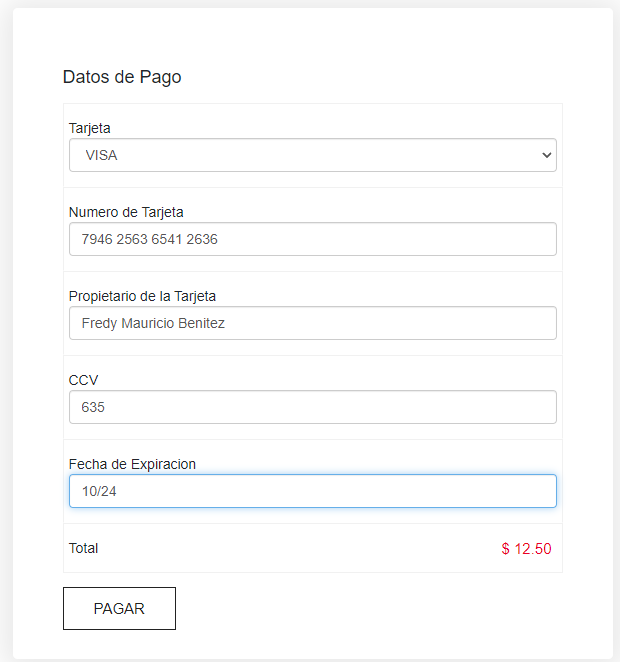 Datos de Pago
Tarjeta
VISA
Numero de Tarjeta
7946 2563 6541 2636
Propietario de la Tarjeta
Fredy Mauricio Benitez
CCV
635
Fecha de Expiracion
10/24
Total $ 12.50
PAGAR